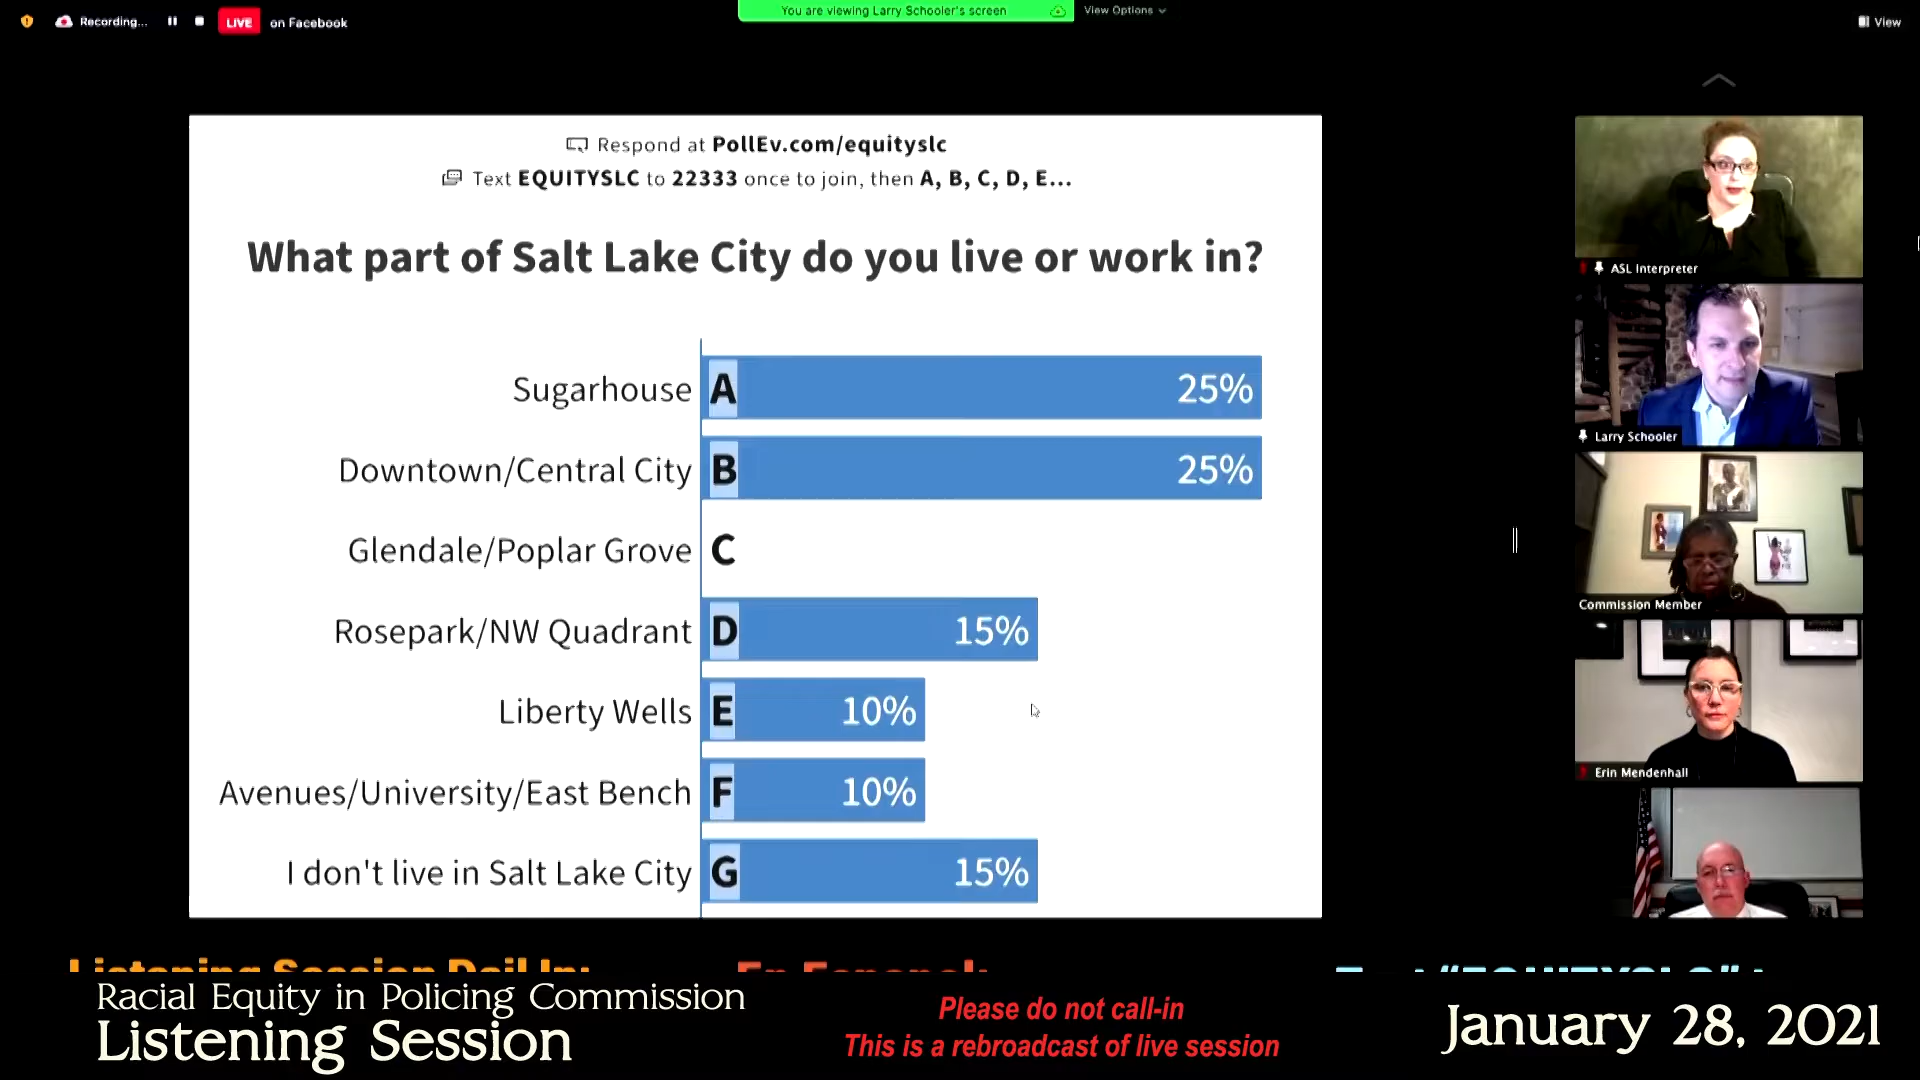 Recording...
LIVE
on Facebook
You are viewing Larry Schooler's screen
View Options
View
Respond at PollEv.com/equityslc
Text EQUITYSLC to 22333 once to join, then A, B, C, D, E...
What part of Salt Lake City do you live or work in?
Sugarhouse A 25%
Downtown/Central City B 25%
Glendale/Poplar Grove C
Rosepark/NW Quadrant D 15%
Liberty Wells E 10%
Avenues/University/East Bench F 10%
I don't live in Salt Lake City G 15%
ASL Interpreter
Larry Schooler
Commission Member
Erin Mendenhall
Racial Equity in Policing Commission
Listening Session
Please do not call-in
This is a rebroadcast of live session
January 28, 2021